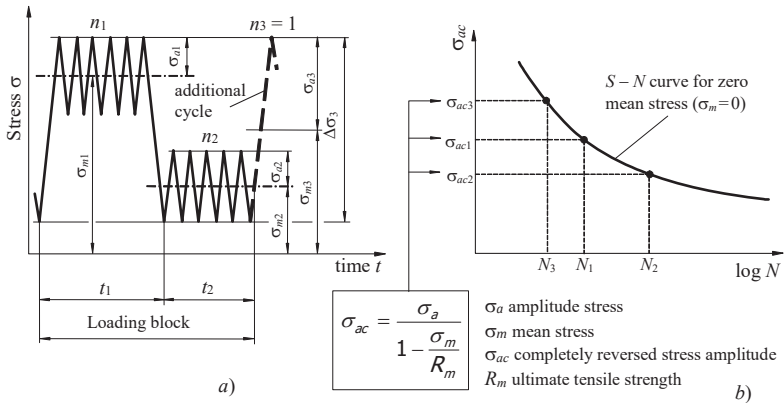 n1
n2
n3 = 1
σa1
σa3
Δσ3
additional
cycle
Stress σ
σm1
σa2
σm2
σm3
time t
t1
t2
Loading block
a)
σac
S – N curve for zero
mean stress (σm=0)
σac3
σac1
σac2
N3
N1
N2
log N
σac = σa / (1 − σm / Rm)
σa amplitude stress
σm mean stress
σac completely reversed stress amplitude
Rm ultimate tensile strength
b)